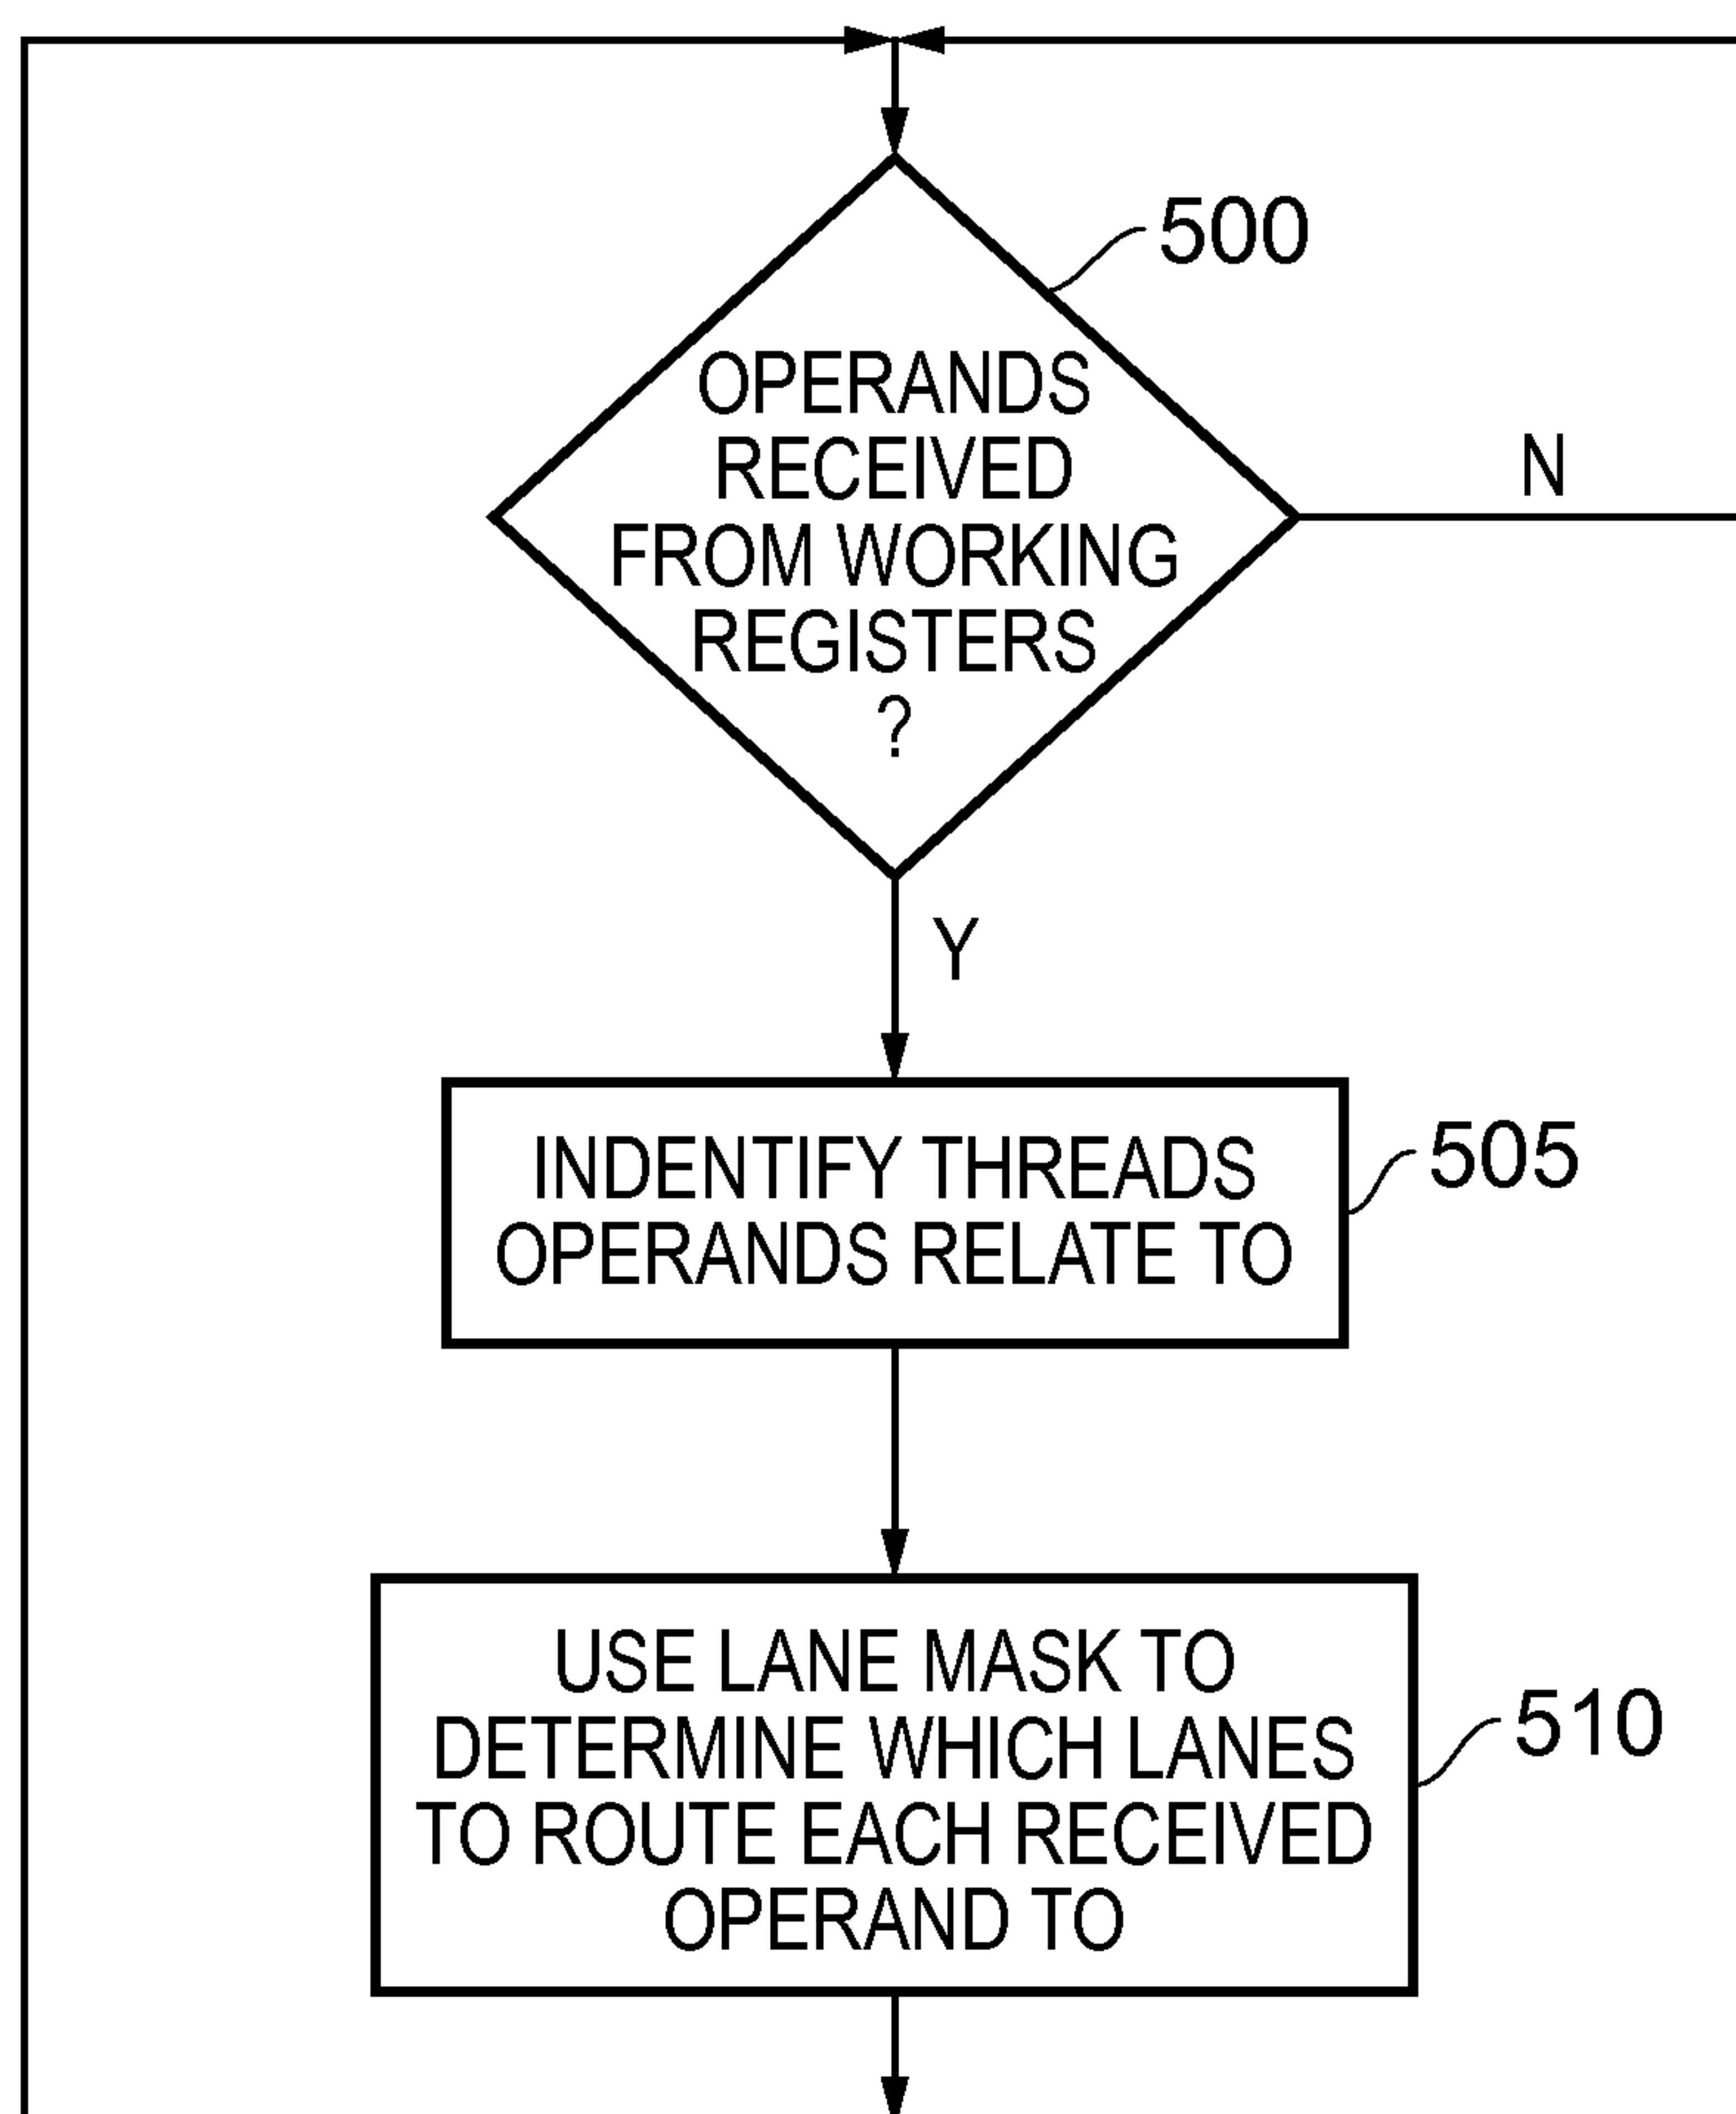 500
OPERANDS
RECEIVED
FROM WORKING
REGISTERS
?
N
Y
INDENTIFY THREADS
OPERANDS RELATE TO
505
USE LANE MASK TO
DETERMINE WHICH LANES
TO ROUTE EACH RECEIVED
OPERAND TO
510